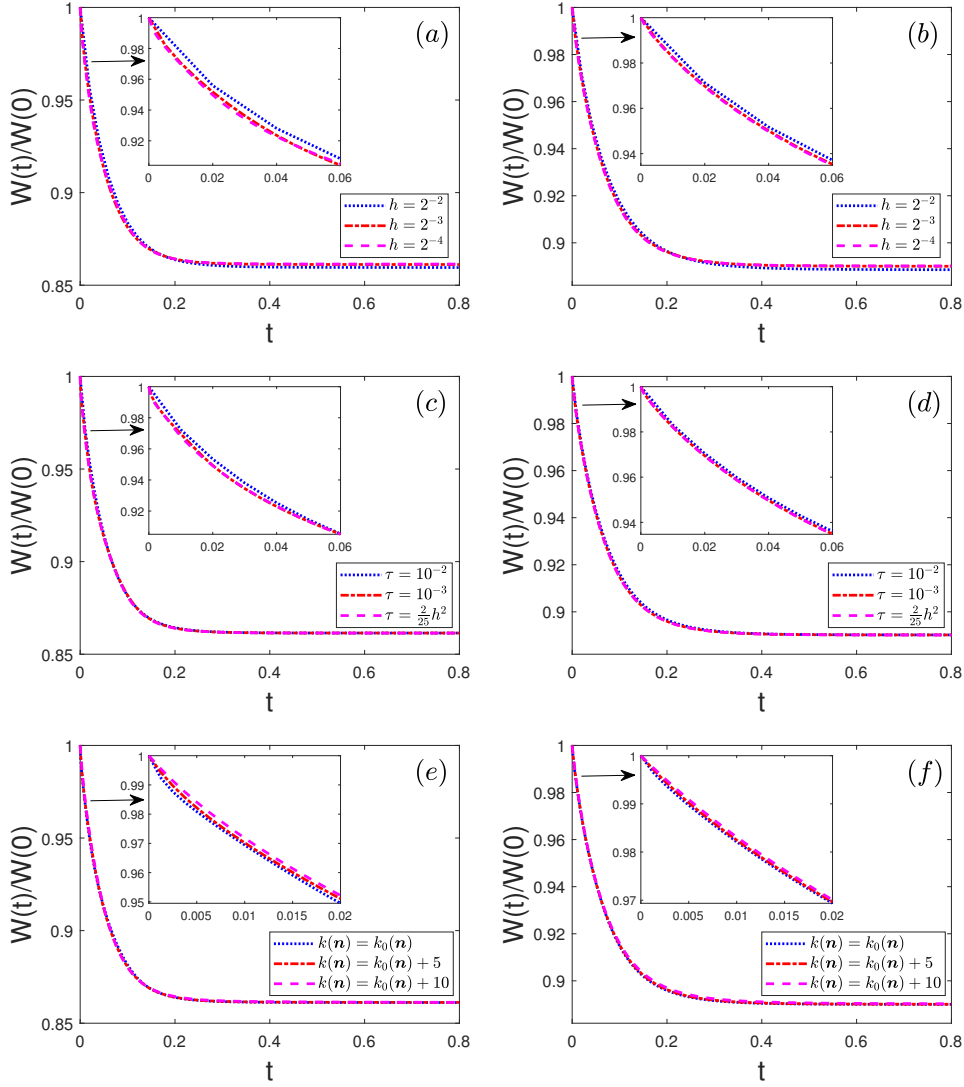 (a)
W(t)/W(0)
1
0.95
0.9
0.85
0 0.2 0.4 0.6 0.8
t
1
0.98
0.96
0.94
0.92
0 0.02 0.04 0.06
h = 2⁻²
h = 2⁻³
h = 2⁻⁴
(b)
W(t)/W(0)
1
0.98
0.96
0.94
0.92
0.9
0 0.2 0.4 0.6 0.8
t
1
0.98
0.96
0.94
0 0.02 0.04 0.06
h = 2⁻²
h = 2⁻³
h = 2⁻⁴
(c)
W(t)/W(0)
1
0.95
0.9
0.85
0 0.2 0.4 0.6 0.8
t
1
0.98
0.96
0.94
0.92
0 0.02 0.04 0.06
τ = 10⁻²
τ = 10⁻³
τ = 2/25 h²
(d)
W(t)/W(0)
1
0.98
0.96
0.94
0.92
0.9
0 0.2 0.4 0.6 0.8
t
1
0.98
0.96
0.94
0 0.02 0.04 0.06
τ = 10⁻²
τ = 10⁻³
τ = 2/25 h²
(e)
W(t)/W(0)
1
0.95
0.9
0.85
0 0.2 0.4 0.6 0.8
t
1
0.99
0.98
0.97
0.96
0.95
0 0.005 0.01 0.015 0.02
k(n) = k₀(n)
k(n) = k₀(n) + 5
k(n) = k₀(n) + 10
(f)
W(t)/W(0)
1
0.98
0.96
0.94
0.92
0.9
0 0.2 0.4 0.6 0.8
t
1
0.99
0.98
0.97
0 0.005 0.01 0.015 0.02
k(n) = k₀(n)
k(n) = k₀(n) + 5
k(n) = k₀(n) + 10